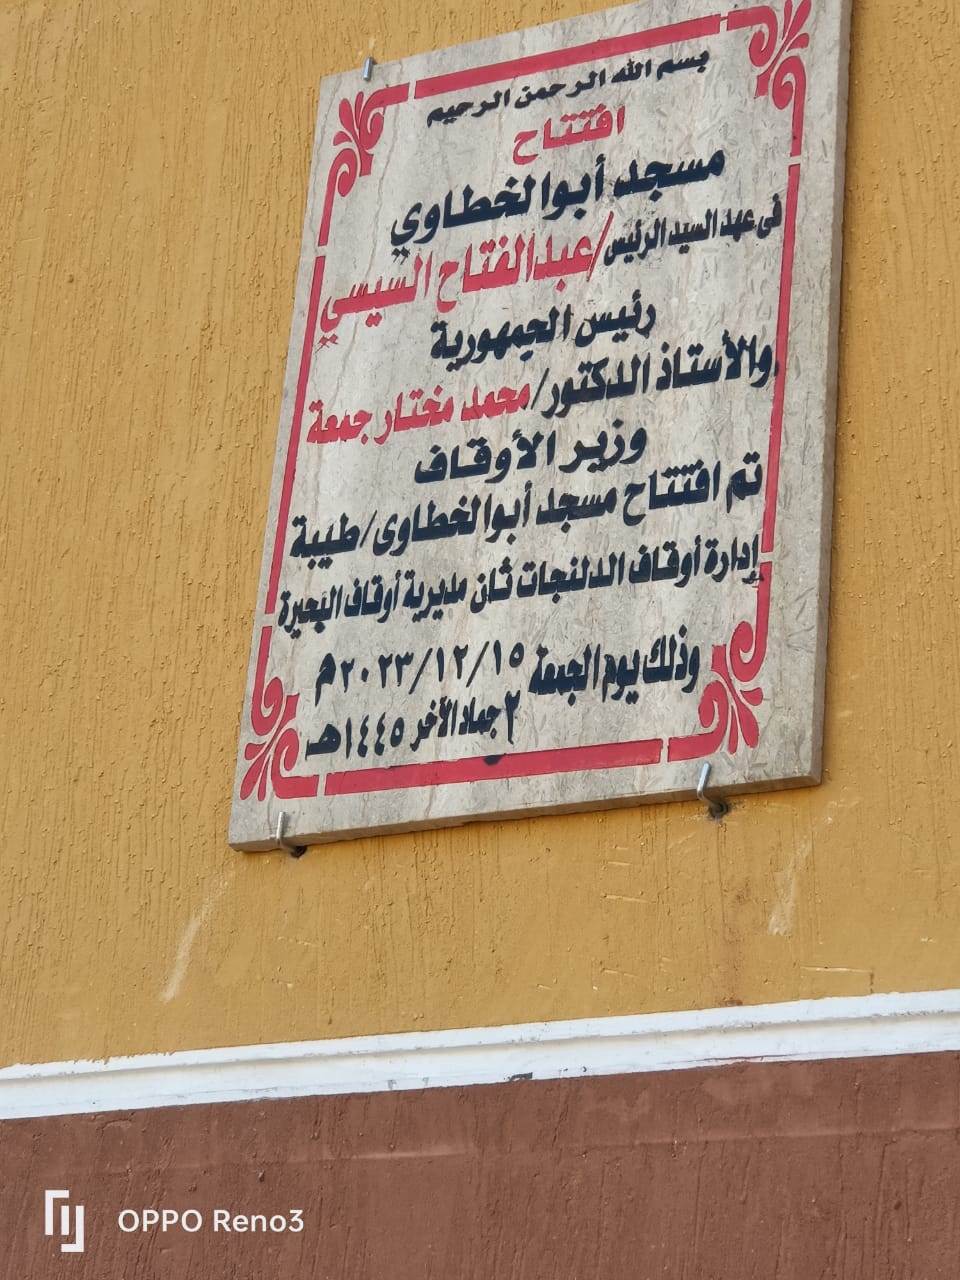 بسم الله الرحمن الرحيم
افتتاح
مسجد أبوالخطاوي
فى عهد السيد الرئيس/عبدالفتاح السيسي
رئيس الجمهورية
والأستاذ الدكتور/محمد مختار جمعة
وزير الأوقاف
تم افتتاح مسجد أبوالخطاوى/طيبة
إدارة أوقاف الدلنجات ثان مديرية أوقاف البحيرة
وذلك يوم الجمعة ٢٠٢٣/١٢/١٥م
٢ جماد الآخر ١٤٤٥هـ
OPPO Reno3